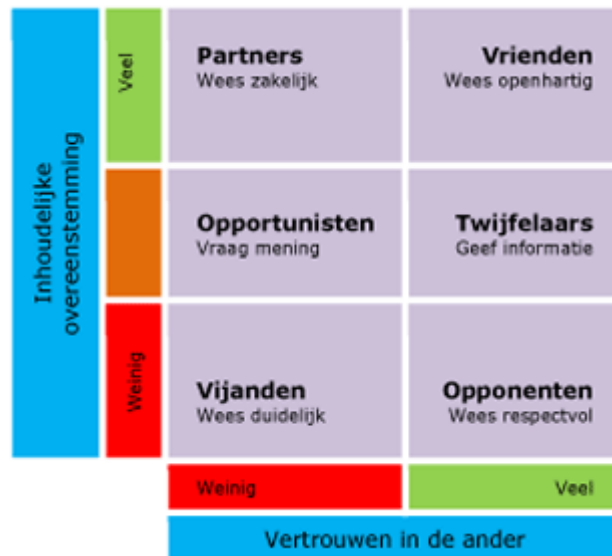 Inhoudelijke
overeenstemming
Veel
Partners
Wees zakelijk
Vrienden
Wees openhartig
Opportunisten
Vraag mening
Twijfelaars
Geef informatie
Weinig
Vijanden
Wees duidelijk
Opponenten
Wees respectvol
Weinig
Veel
Vertrouwen in de ander